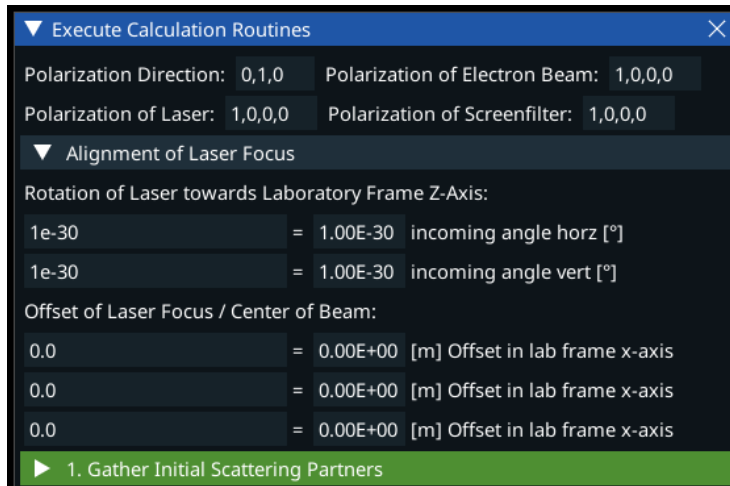 Execute Calculation Routines
Polarization Direction: 0,1,0 Polarization of Electron Beam: 1,0,0,0
Polarization of Laser: 1,0,0,0 Polarization of Screenfilter: 1,0,0,0
Alignment of Laser Focus
Rotation of Laser towards Laboratory Frame Z-Axis:
1e-30 = 1.00E-30 incoming angle horz [°]
1e-30 = 1.00E-30 incoming angle vert [°]
Offset of Laser Focus / Center of Beam:
0.0 = 0.00E+00 [m] Offset in lab frame x-axis
0.0 = 0.00E+00 [m] Offset in lab frame x-axis
0.0 = 0.00E+00 [m] Offset in lab frame x-axis
1. Gather Initial Scattering Partners